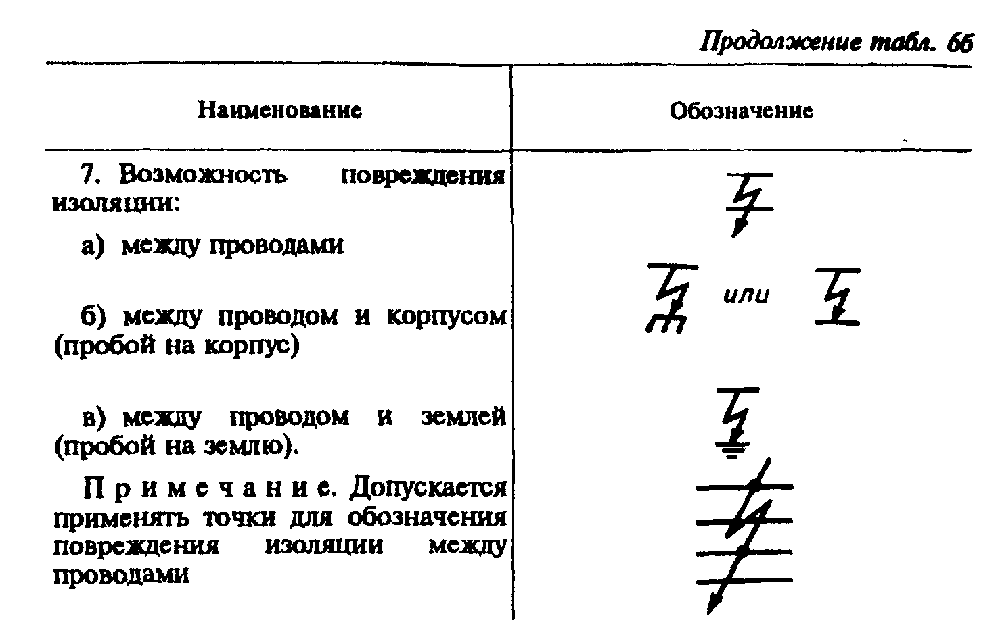 Продолжение табл. 6б
Наименование
Обозначение
7. Возможность повреждения
изоляции:
а) между проводами
б) между проводом и корпусом
(пробой на корпус)
или
в) между проводом и землей
(пробой на землю).
Примечание. Допускается
применять точки для обозначения
повреждения изоляции между
проводами